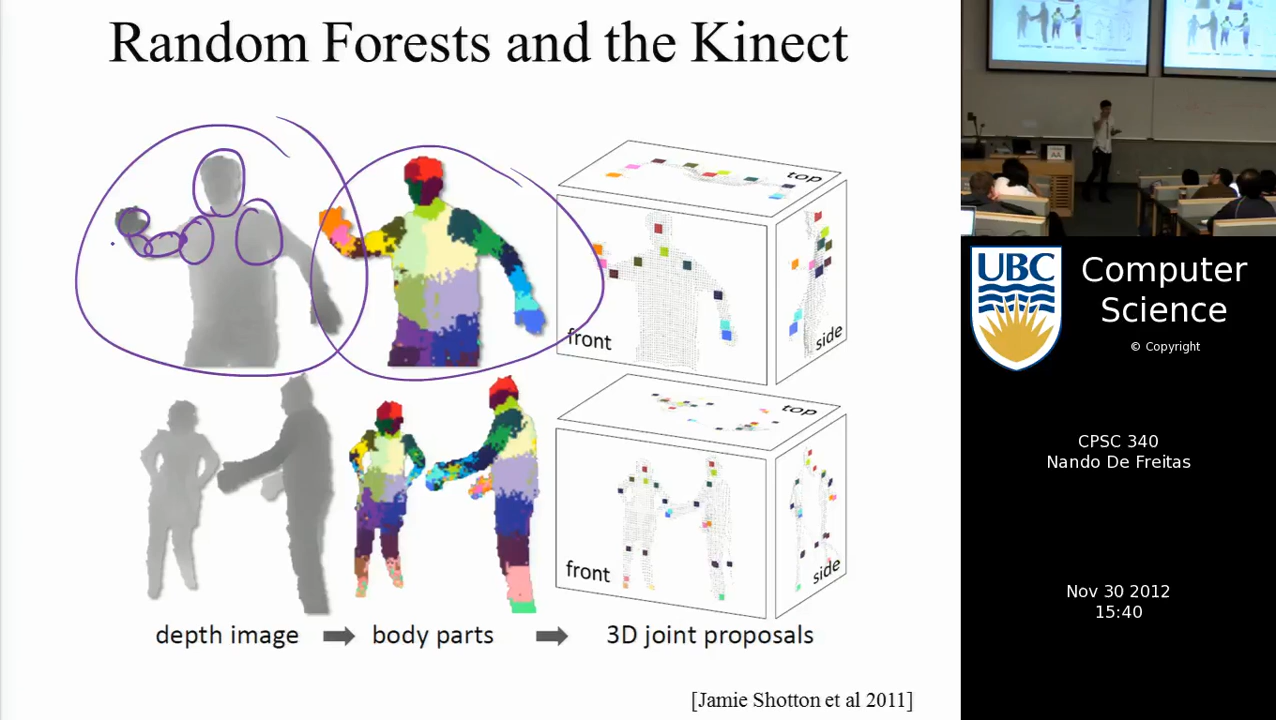 Random Forests and the Kinect
top
front
side
top
front
side
depth image
body parts
3D joint proposals
[Jamie Shotton et al 2011]
UBC
Computer
Science
© Copyright
CPSC 340
Nando De Freitas
Nov 30 2012
15:40